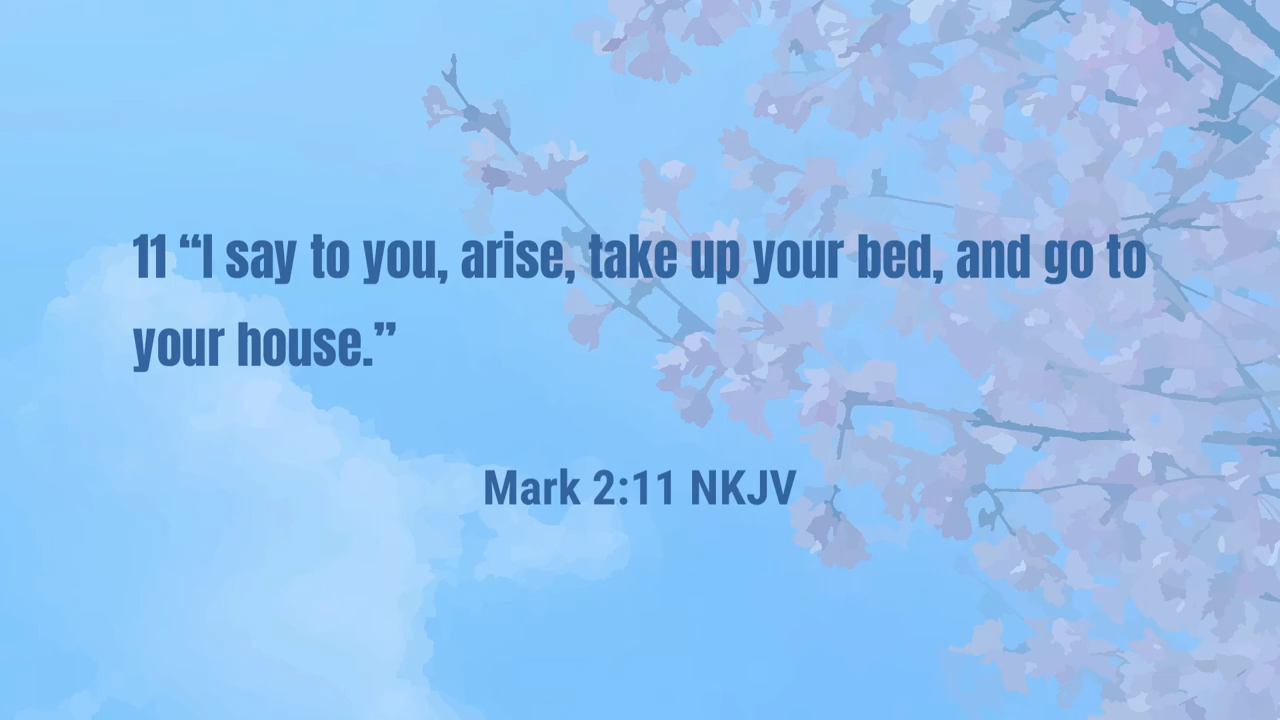 11 “I say to you, arise, take up your bed, and go to
your house.”
Mark 2:11 NKJV